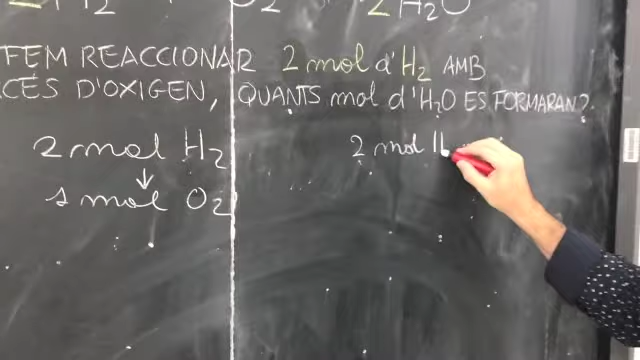 H2 O2 2 H2O
FEM REACCIONAR 2 mol d'H2 AMB
CÉS D'OXIGEN, QUANTS mol d'H2O ES FORMARAN?
2 mol H2
2 mol
1 mol O2